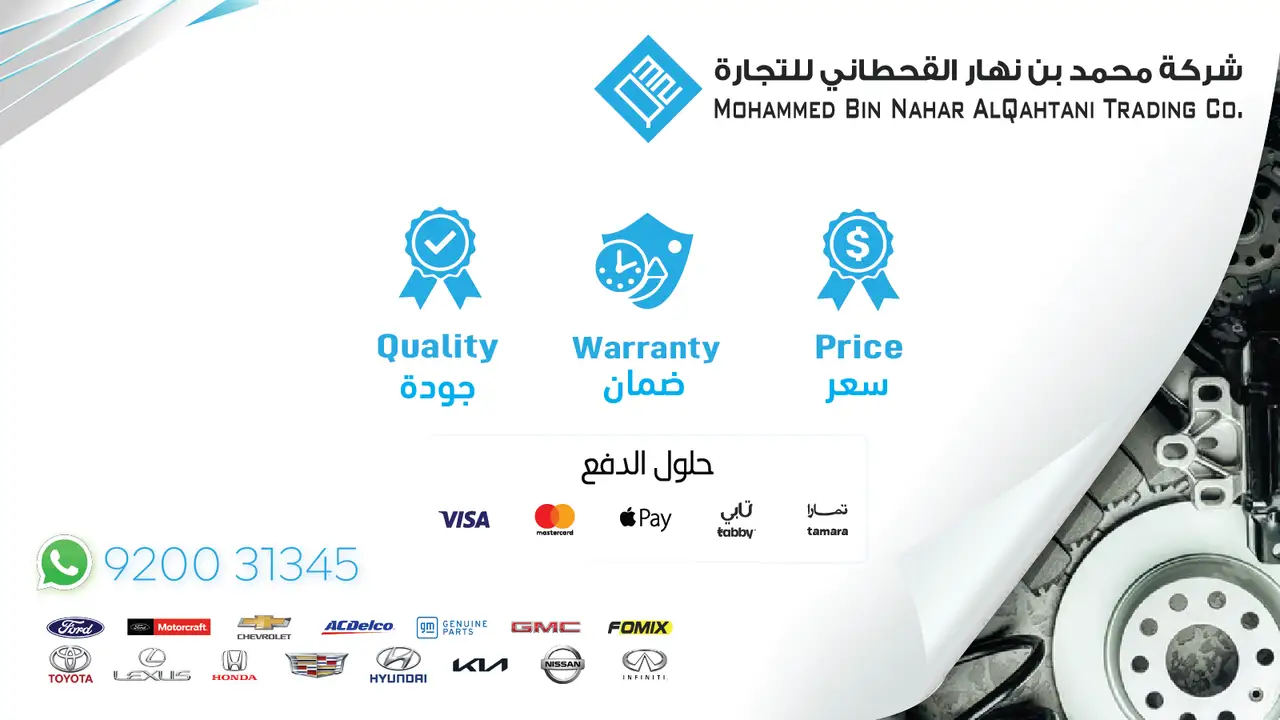 شركة محمد بن نهار القحطاني للتجارة
MOHAMMED BIN NAHAR ALQAHTANI TRADING CO.
Quality
جودة
Warranty
ضمان
Price
سعر
حلول الدفع
VISA
mastercard
Pay
تابي
tabby
تمارا
tamara
9200 31345
Ford
Ford Motorcraft
CHEVROLET
ACDelco
gm GENUINE PARTS
GMC
FOMIX
TOYOTA
LEXUS
HONDA
HYUNDAI
KIA
NISSAN
INFINITI